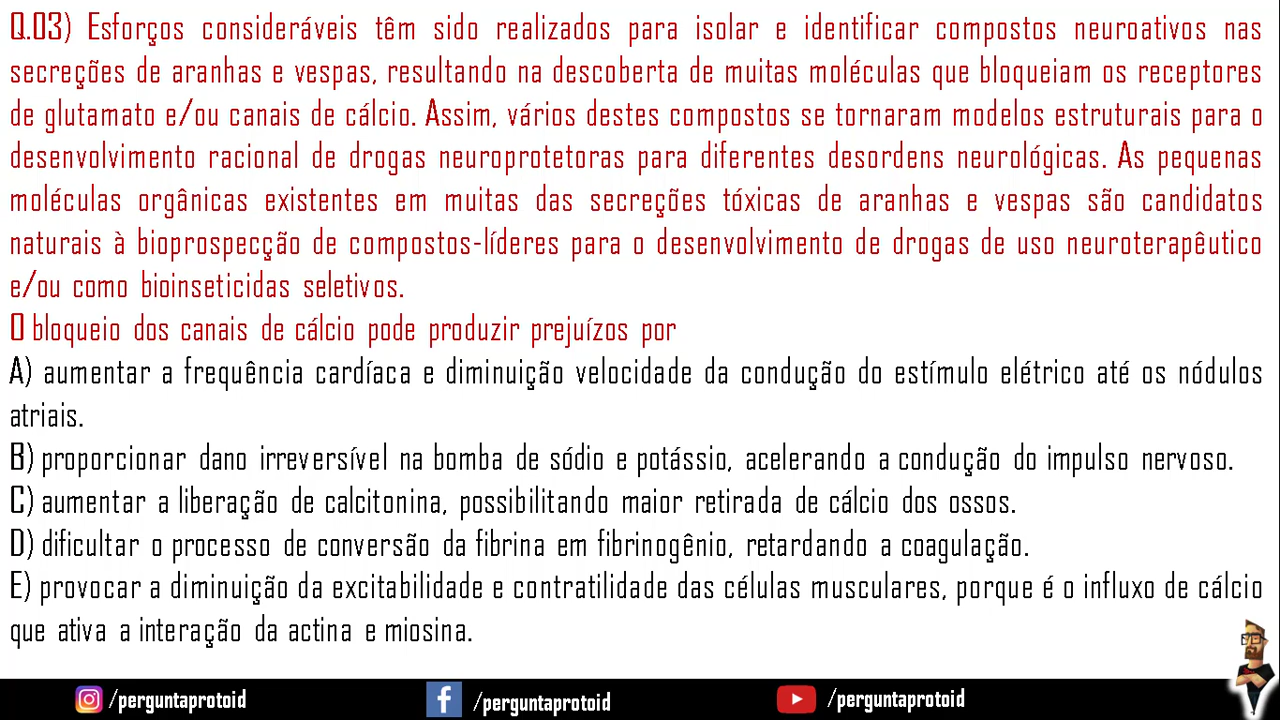 Q.03) Esforços consideráveis têm sido realizados para isolar e identificar compostos neuroativos nas
secreções de aranhas e vespas, resultando na descoberta de muitas moléculas que bloqueiam os receptores
de glutamato e/ou canais de cálcio. Assim, vários destes compostos se tornaram modelos estruturais para o
desenvolvimento racional de drogas neuroprotetoras para diferentes desordens neurológicas. As pequenas
moléculas orgânicas existentes em muitas das secreções tóxicas de aranhas e vespas são candidatos
naturais à bioprospecção de compostos-líderes para o desenvolvimento de drogas de uso neuroterapêutico
e/ou como bioinseticidas seletivos.
O bloqueio dos canais de cálcio pode produzir prejuízos por
A) aumentar a frequência cardíaca e diminuição velocidade da condução do estímulo elétrico até os nódulos
atriais.
B) proporcionar dano irreversível na bomba de sódio e potássio, acelerando a condução do impulso nervoso.
C) aumentar a liberação de calcitonina, possibilitando maior retirada de cálcio dos ossos.
D) dificultar o processo de conversão da fibrina em fibrinogênio, retardando a coagulação.
E) provocar a diminuição da excitabilidade e contratilidade das células musculares, porque é o influxo de cálcio
que ativa a interação da actina e miosina.
/perguntaprotoid /perguntaprotoid /perguntaprotoid